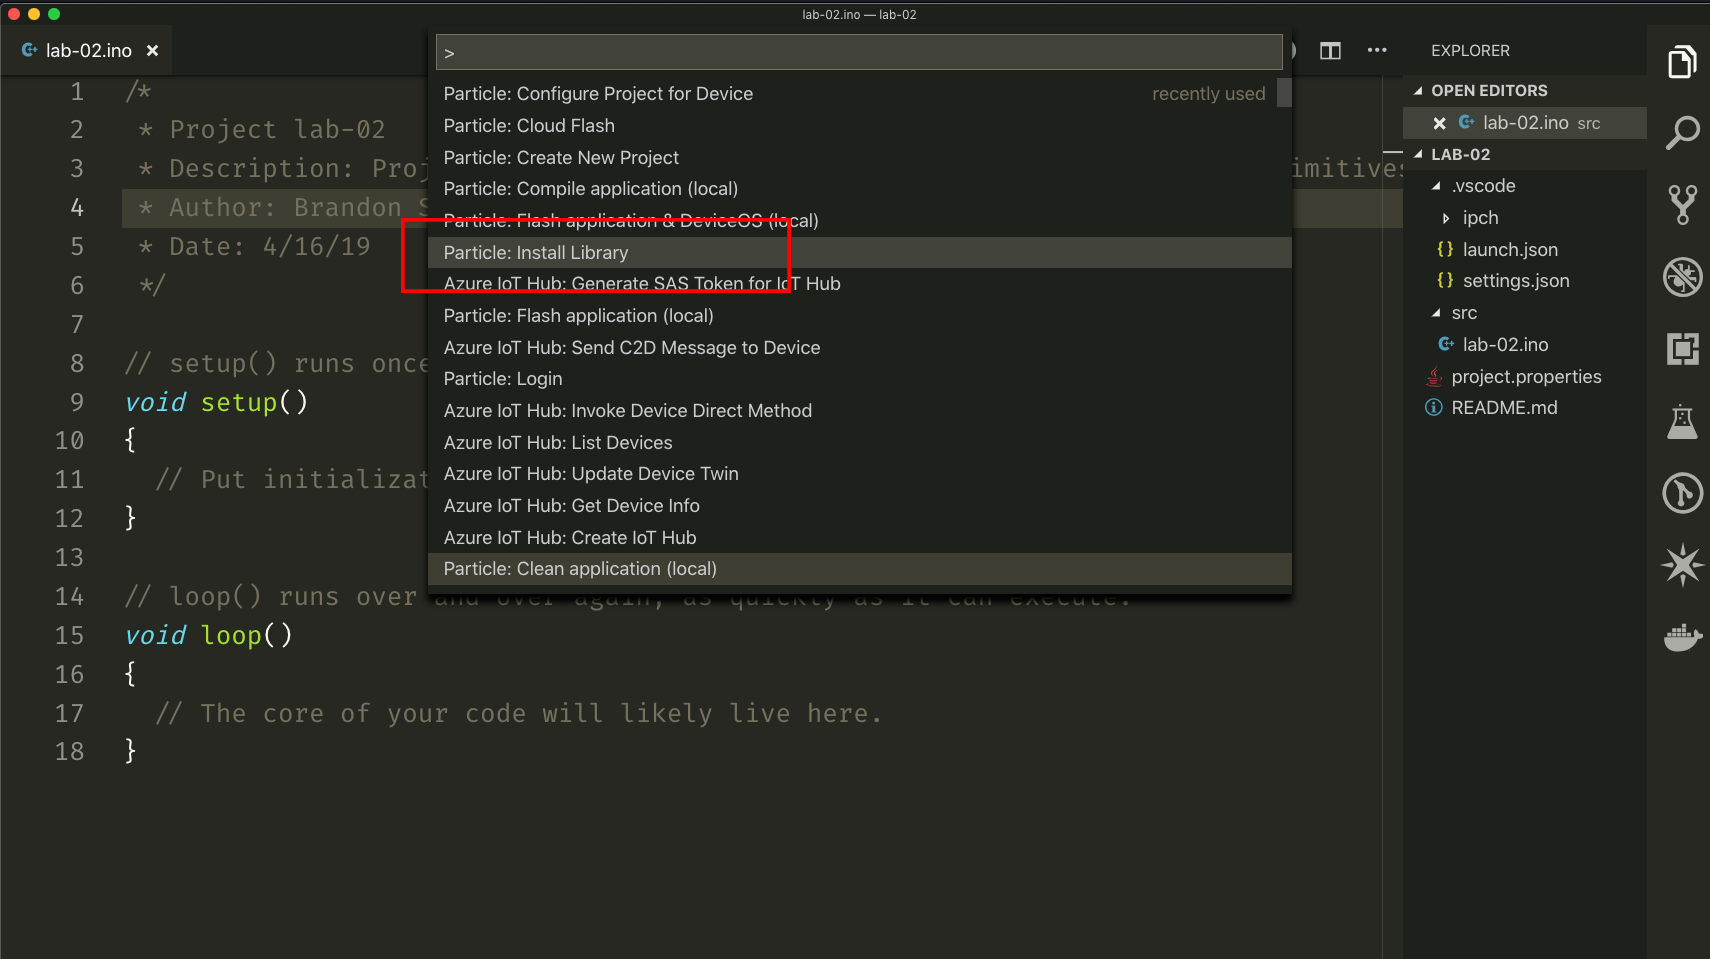 lab-02.ino — lab-02
lab-02.ino
>
Particle: Configure Project for Device recently used
Particle: Cloud Flash
Particle: Create New Project
Particle: Compile application (local)
Particle: Flash application & DeviceOS (local)
Particle: Install Library
Azure IoT Hub: Generate SAS Token for IoT Hub
Particle: Flash application (local)
Azure IoT Hub: Send C2D Message to Device
Particle: Login
Azure IoT Hub: Invoke Device Direct Method
Azure IoT Hub: List Devices
Azure IoT Hub: Update Device Twin
Azure IoT Hub: Get Device Info
Azure IoT Hub: Create IoT Hub
Particle: Clean application (local)
1 /*
2 * Project lab-02
3 * Description:
4 * Author: Brandon
5 * Date: 4/16/19
6 */
7
8 // setup() runs once
9 void setup()
10 {
11 // Put
12 }
13
14 // loop() runs over and over again, as quickly as it can execute.
15 void loop()
16 {
17 // The core of your code will likely live here.
18 }
EXPLORER
OPEN EDITORS
lab-02.ino src
LAB-02
.vscode
ipch
{} launch.json
{} settings.json
src
lab-02.ino
project.properties
README.md